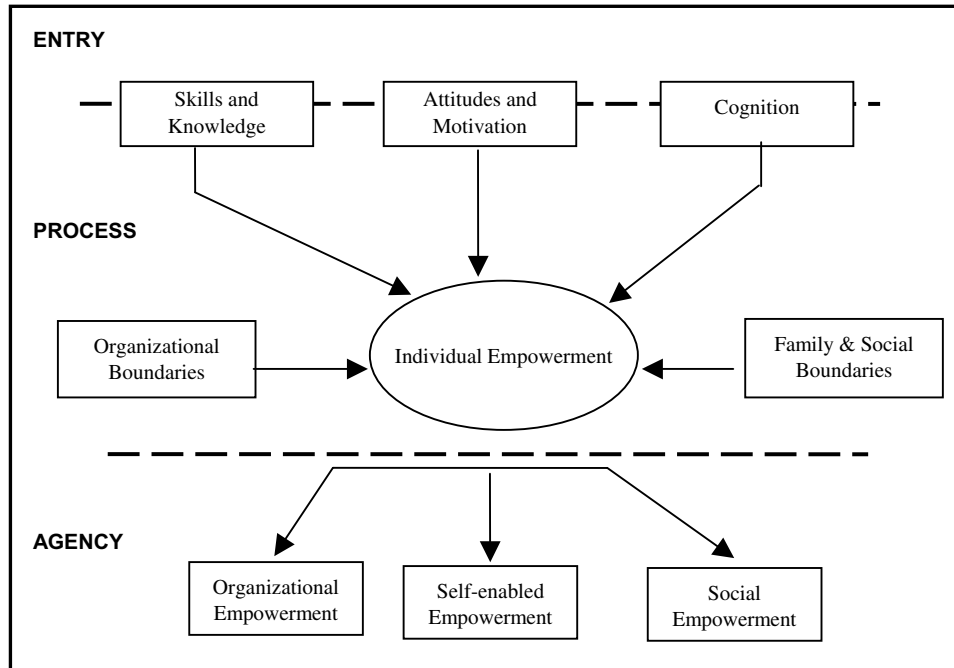 ENTRY
Skills and
Knowledge
Attitudes and
Motivation
Cognition
PROCESS
Organizational
Boundaries
Individual Empowerment
Family & Social
Boundaries
AGENCY
Organizational
Empowerment
Self-enabled
Empowerment
Social
Empowerment